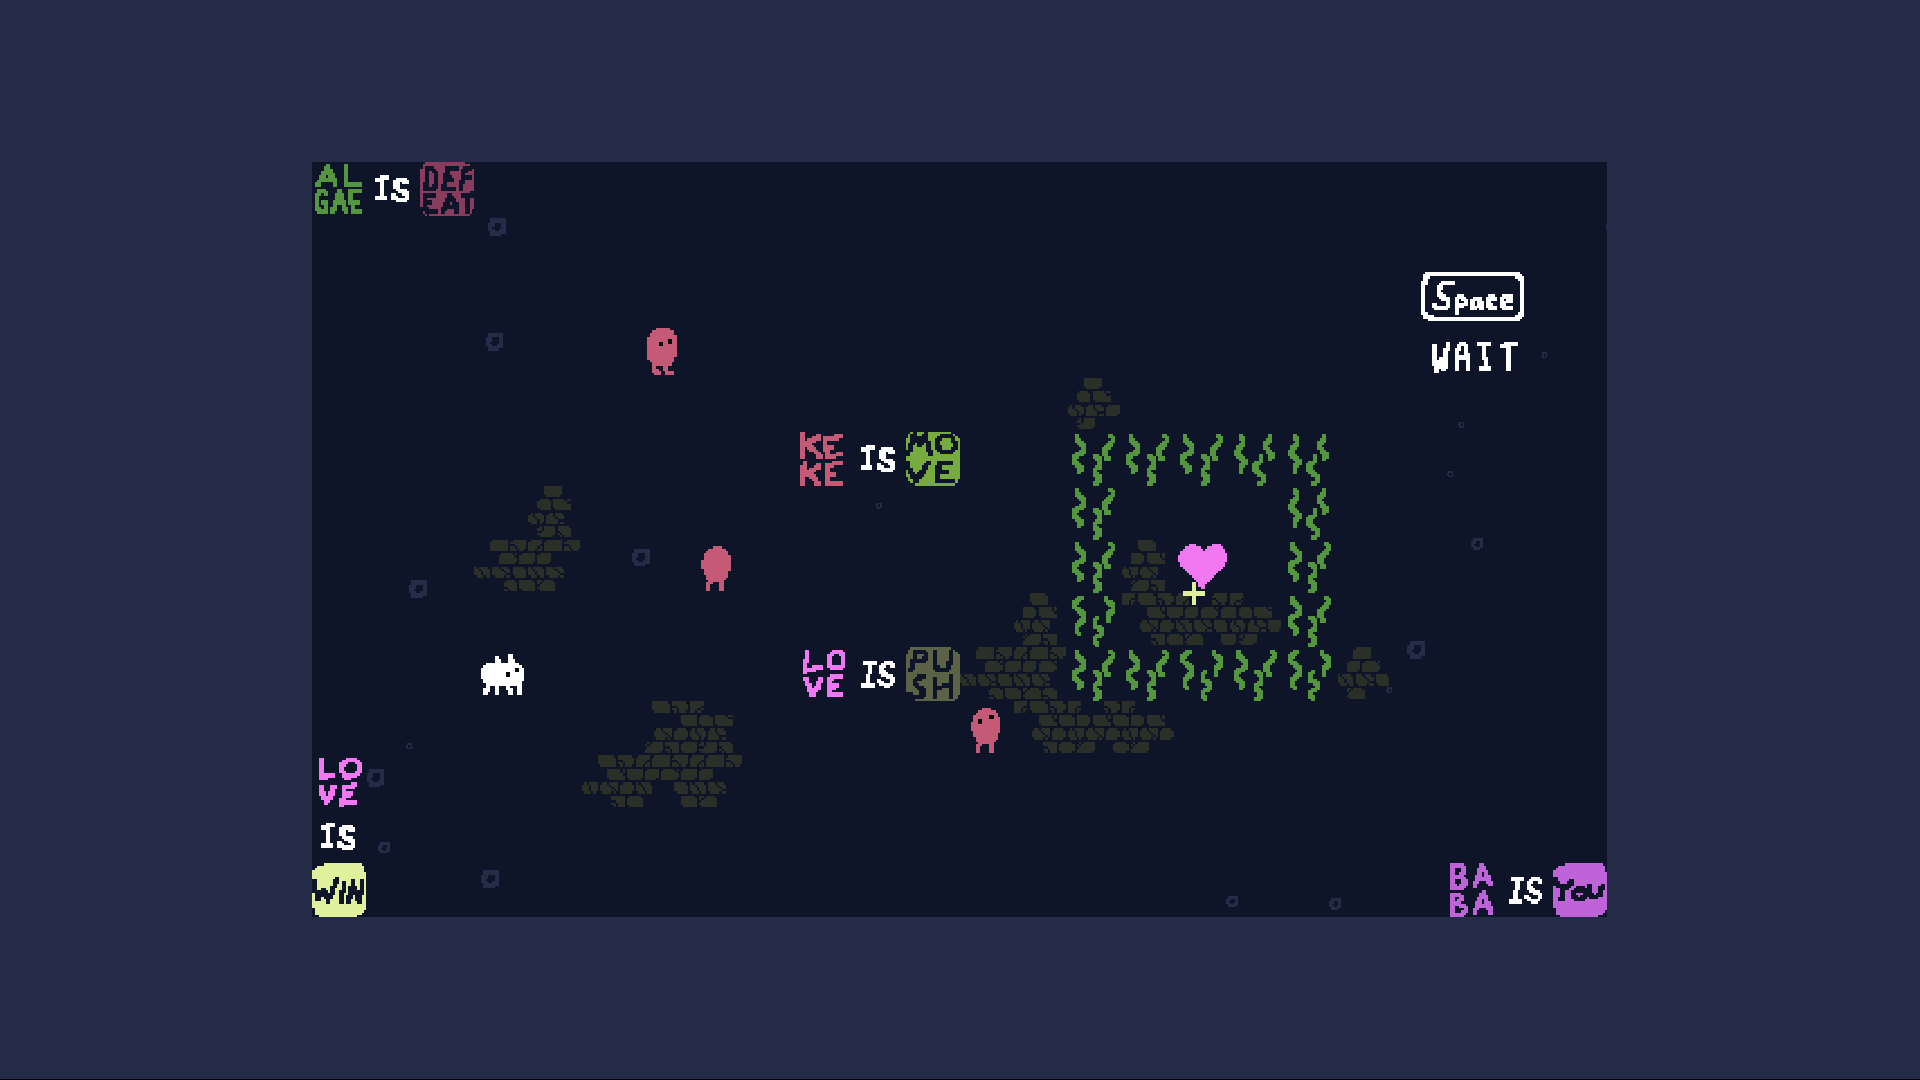 ALGAE IS DEFEAT
Space
WAIT
KEKE IS MOVE
LOVE IS PUSH
LOVE
IS
WIN
BABA IS YOU